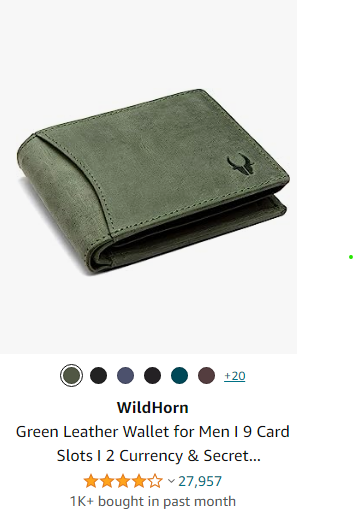 +20
WildHorn
Green Leather Wallet for Men I 9 Card
Slots I 2 Currency & Secret...
27,957
1K+ bought in past month